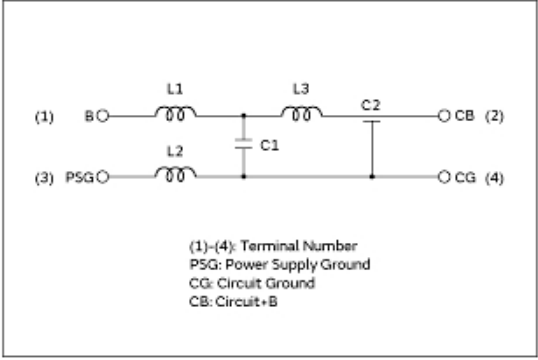 L1 L3
C2
(1) B CB (2)
C1
L2
(3) PSG CG (4)
(1)-(4): Terminal Number
PSG: Power Supply Ground
CG: Circuit Ground
CB: Circuit+B